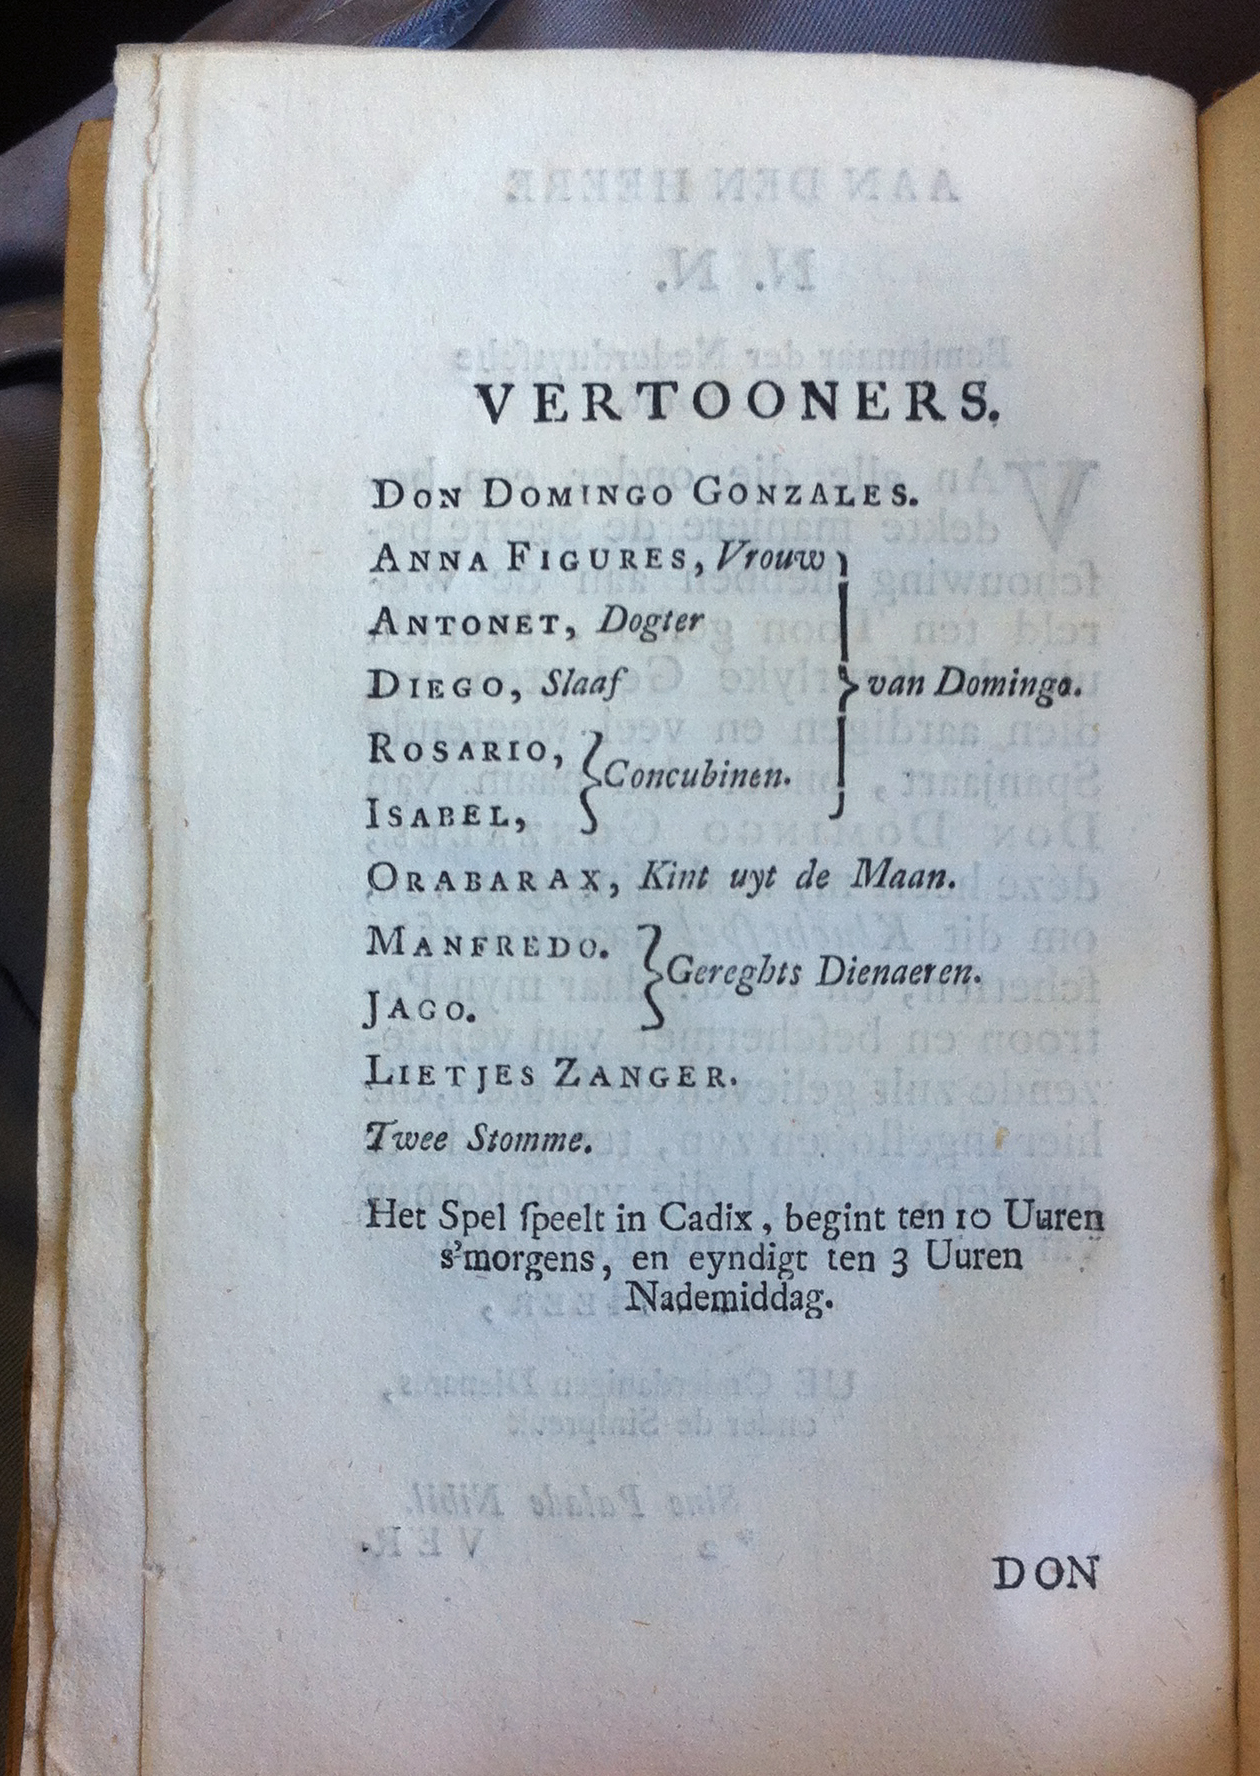 VERTOONERS.
DON DOMINGO GONZALES.
ANNA FIGURES, Vrouw
ANTONET, Dogter
DIEGO, Slaaf
van Domingo.
ROSARIO,
Concubinen.
ISABEL,
ORABARAX, Kint uyt de Maan.
MANFREDO.
Gereghts Dienaeren.
JAGO.
LIETJES ZANGER.
Twee Stomme.
Het Spel ſpeelt in Cadix, begint ten 10 Uuren
s'morgens, en eyndigt ten 3 Uuren
Nademiddag.
DON